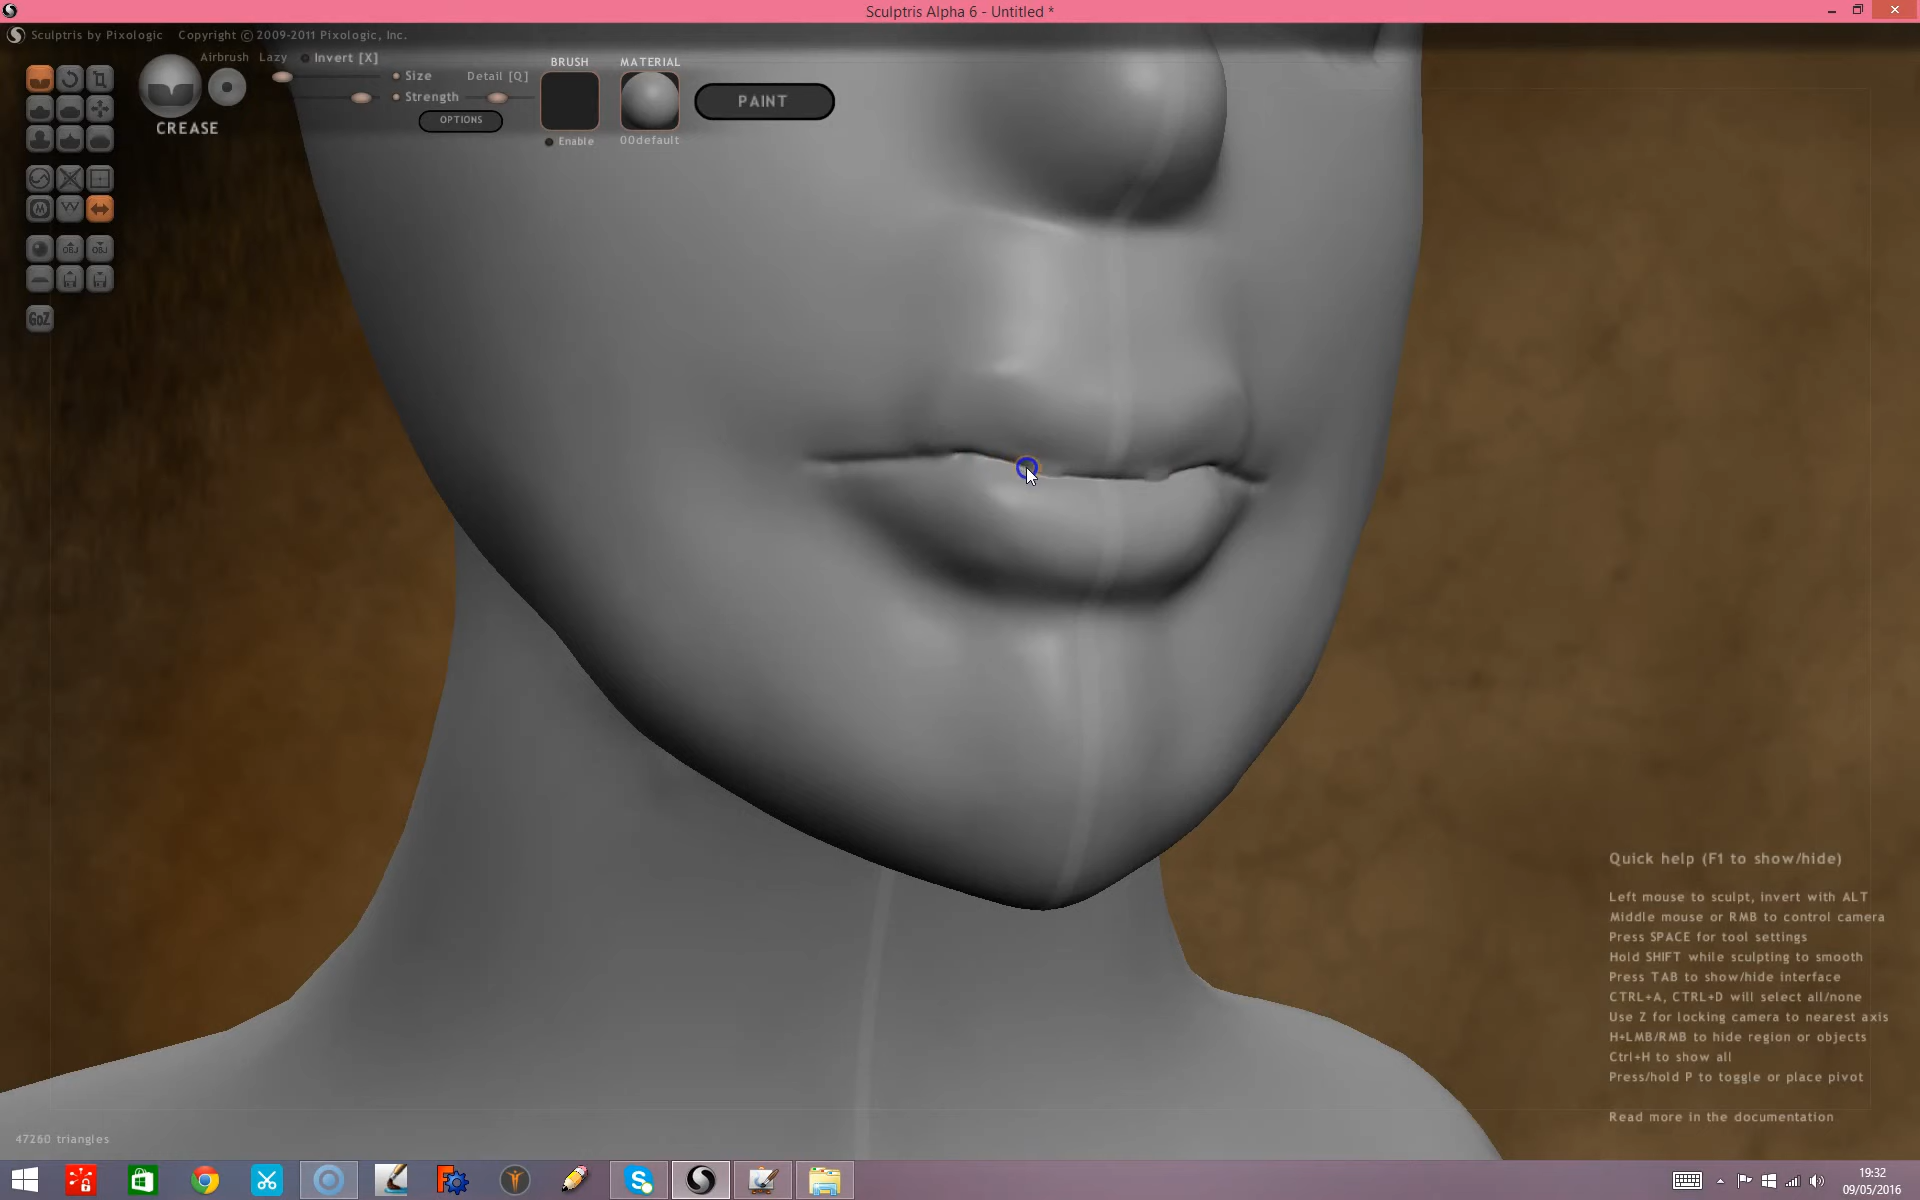 Sculptris Alpha 6 - Untitled *
Sculptris by Pixologic Copyright © 2009-2011 Pixologic, Inc.
Airbrush Lazy Invert [X]
Size Detail [Q]
Strength
OPTIONS
CREASE
BRUSH
Enable
MATERIAL
00default
PAINT
OBJ OBJ
GoZ
Quick help (F1 to show/hide)
Left mouse to sculpt, invert with ALT
Middle mouse or RMB to control camera
Press SPACE for tool settings
Hold SHIFT while sculpting to smooth
Press TAB to show/hide interface
CTRL+A, CTRL+D will select all/none
Use Z for locking camera to nearest axis
H+LMB/RMB to hide region or objects
Ctrl+H to show all
Press/hold P to toggle or place pivot
Read more in the documentation
47260 triangles
19:32
09/05/2016